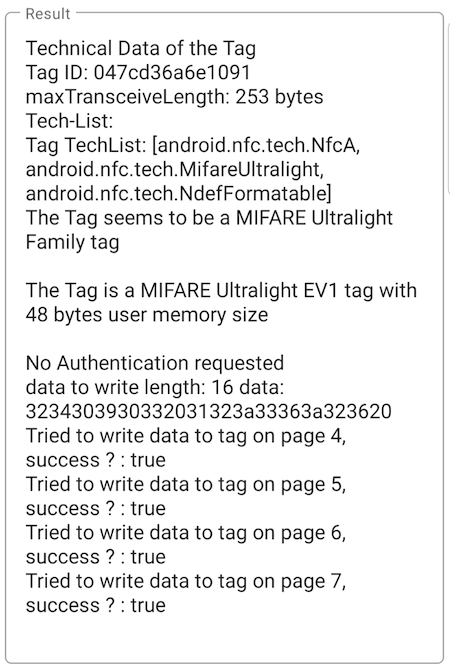 Result
Technical Data of the Tag
Tag ID: 047cd36a6e1091
maxTransceiveLength: 253 bytes
Tech-List:
Tag TechList: [android.nfc.tech.NfcA,
android.nfc.tech.MifareUltralight,
android.nfc.tech.NdefFormatable]
The Tag seems to be a MIFARE Ultralight
Family tag
The Tag is a MIFARE Ultralight EV1 tag with
48 bytes user memory size
No Authentication requested
data to write length: 16 data:
3234303930332031323a33363a323620
Tried to write data to tag on page 4,
success ? : true
Tried to write data to tag on page 5,
success ? : true
Tried to write data to tag on page 6,
success ? : true
Tried to write data to tag on page 7,
success ? : true